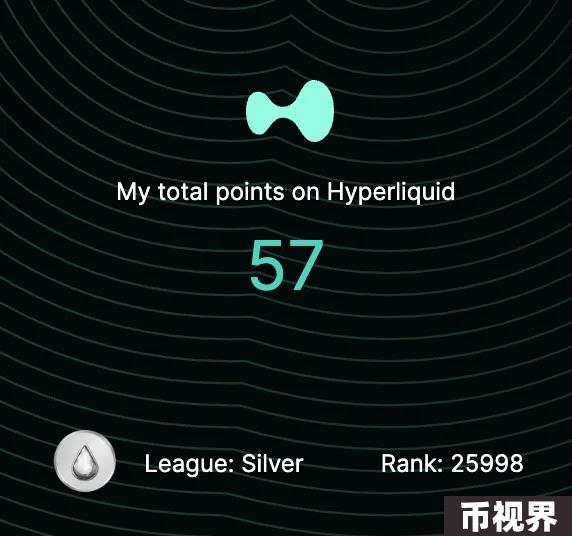 My total points on Hyperliquid
57
League: Silver Rank: 25998
币视界